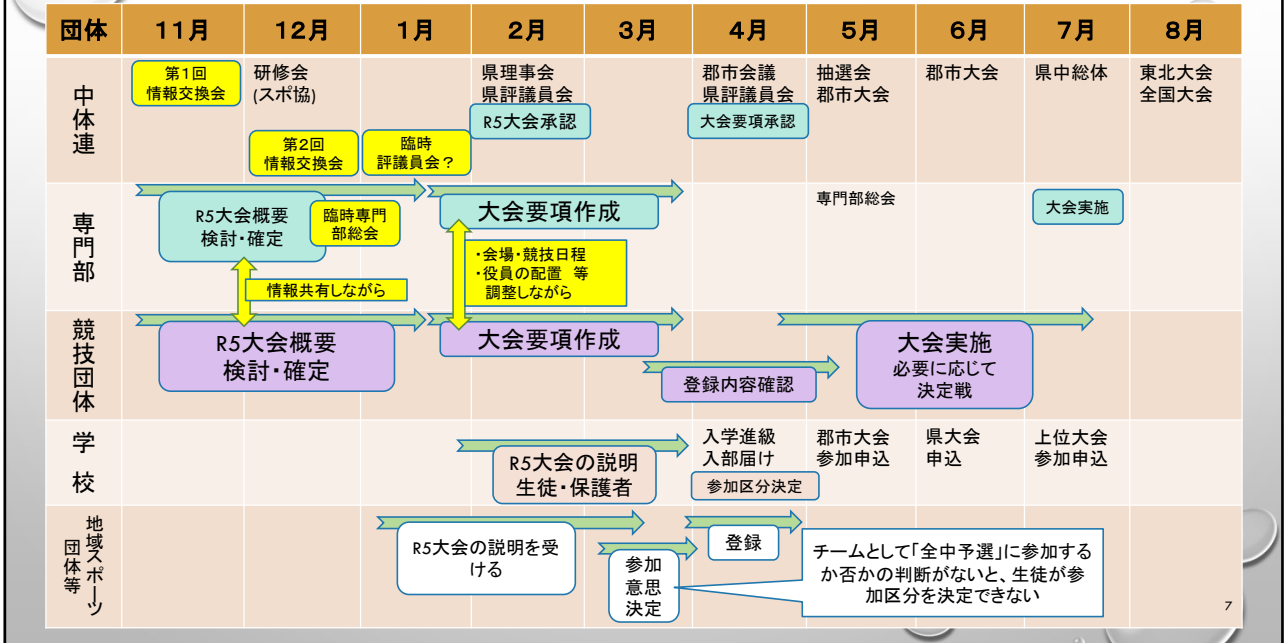 団体
11月
12月
1月
2月
3月
4月
5月
6月
7月
8月
中体連
第1回
情報交換会
研修会
(スポ協)
第2回
情報交換会
臨時
評議員会？
県理事会
県評議員会
R5大会承認
郡市会議
県評議員会
大会要項承認
抽選会
郡市大会
郡市大会
県中総体
東北大会
全国大会
専門部
R5大会概要
検討・確定
臨時専門
部総会
大会要項作成
専門部総会
大会実施
情報共有しながら
・会場・競技日程
・役員の配置　等
調整しながら
競技団体
R5大会概要
検討・確定
大会要項作成
登録内容確認
大会実施
必要に応じて
決定戦
学校
R5大会の説明
生徒・保護者
入学進級
入部届け
参加区分決定
郡市大会
参加申込
県大会
申込
上位大会
参加申込
地域スポーツ
団体等
R5大会の説明を受
ける
参加
意思
決定
登録
チームとして「全中予選」に参加する
か否かの判断がないと、生徒が参
加区分を決定できない
7